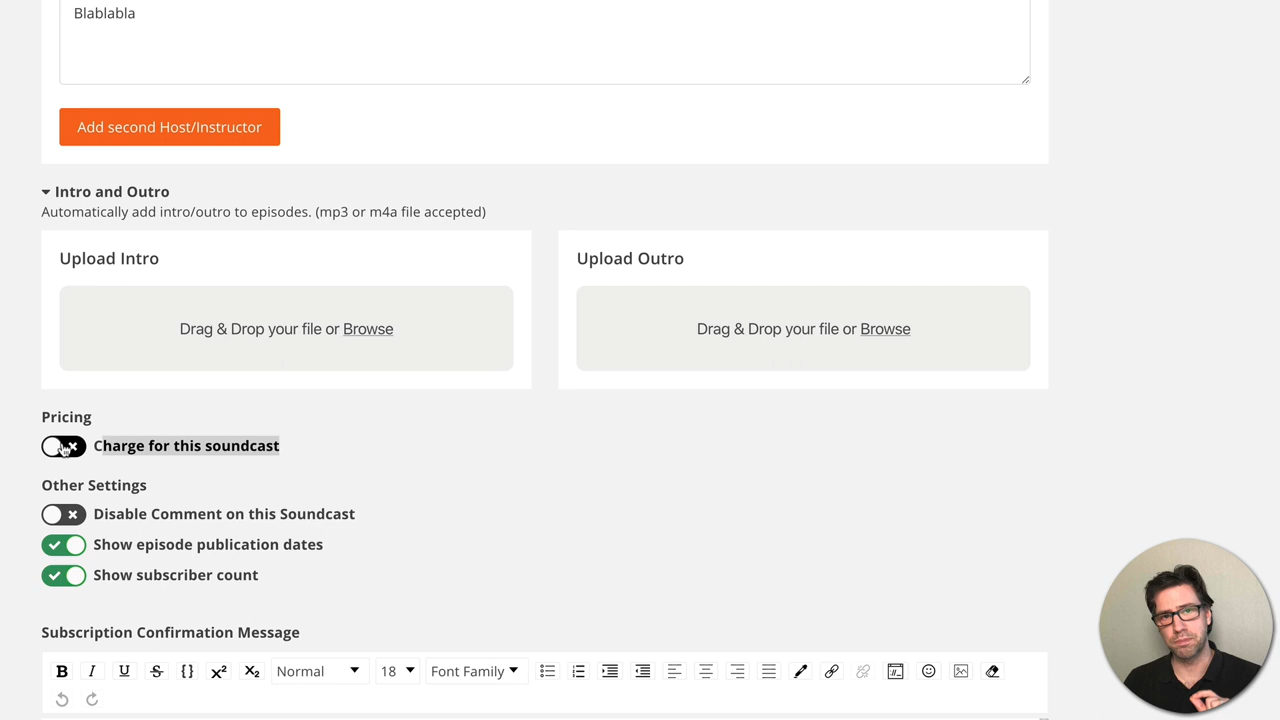 Blablabla
Add second Host/Instructor
Intro and Outro
Automatically add intro/outro to episodes. (mp3 or m4a file accepted)
Upload Intro
Upload Outro
Drag & Drop your file or Browse
Drag & Drop your file or Browse
Pricing
Charge for this soundcast
Other Settings
Disable Comment on this Soundcast
Show episode publication dates
Show subscriber count
Subscription Confirmation Message
B I U S {} X² X₂ Normal 18 Font Family